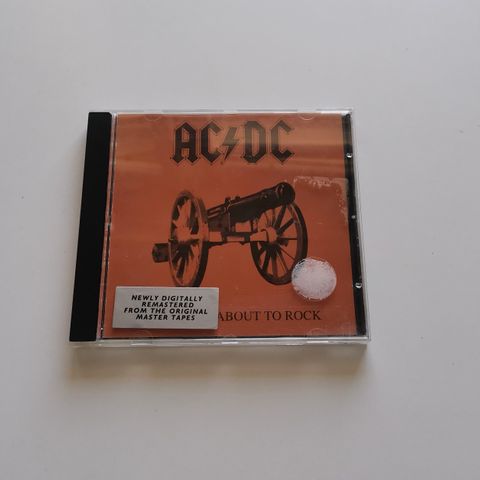 AC⚡DC
NEWLY DIGITALLY
REMASTERED
FROM THE ORIGINAL
MASTER TAPES
ABOUT TO ROCK